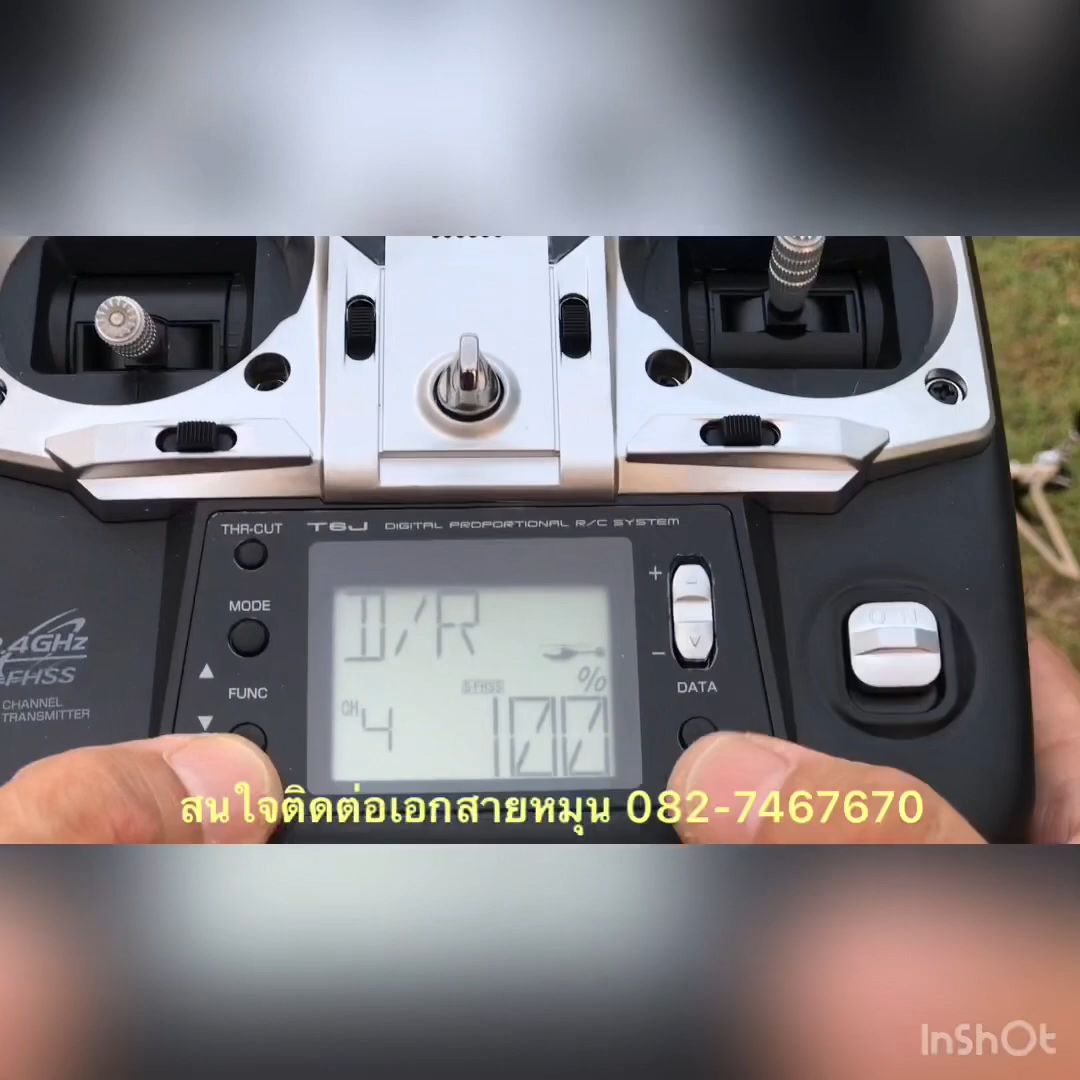 THR-CUT
T6J DIGITAL PROPORTIONAL R/C SYSTEM
MODE
FUNC
D/R
S-FHSS
%
CH
4
100
+
−
DATA
.4GHz
FHSS
CHANNEL
TRANSMITTER
สนใจติดต่อเอกสายหมุน 082-7467670
InShOt